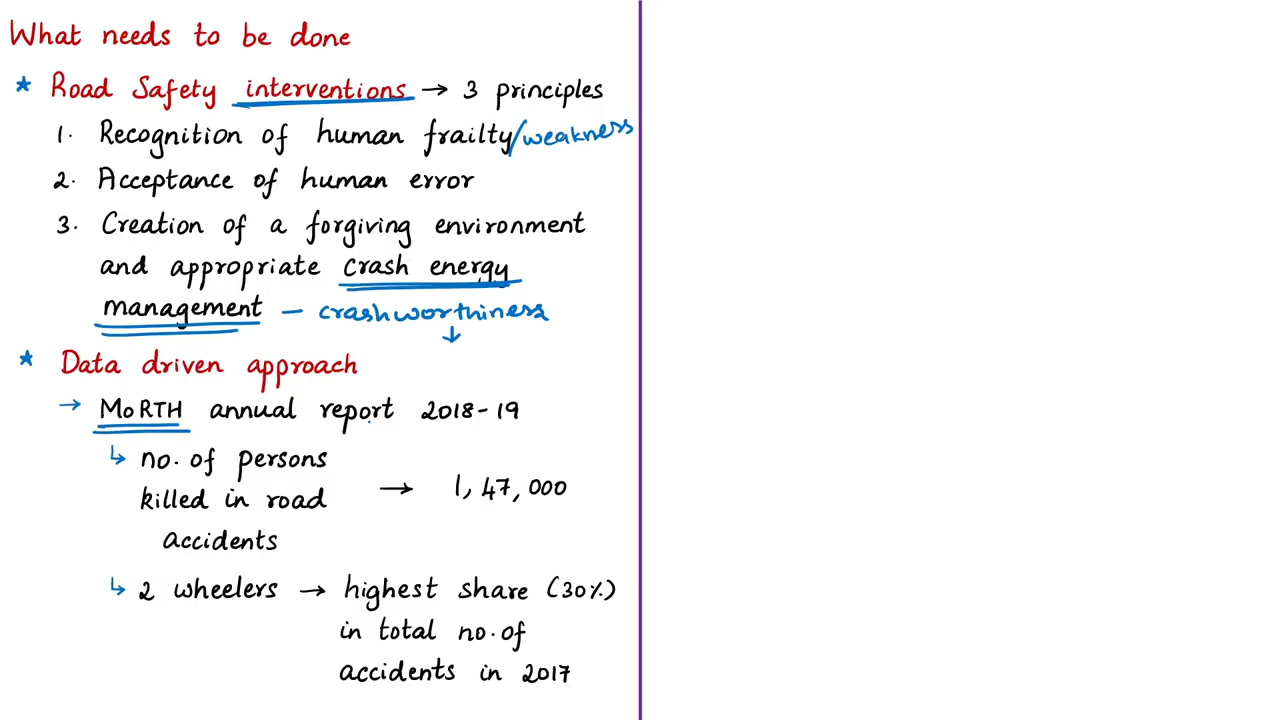 What needs to be done
* Road Safety interventions → 3 principles
1. Recognition of human frailty/weakness
2. Acceptance of human error
3. Creation of a forgiving environment
and appropriate crash energy
management – crashworthiness
↓
* Data driven approach
→ MoRTH annual report 2018-19
↳ no. of persons
killed in road → 1,47,000
accidents
↳ 2 wheelers → highest share (30%)
in total no. of
accidents in 2017